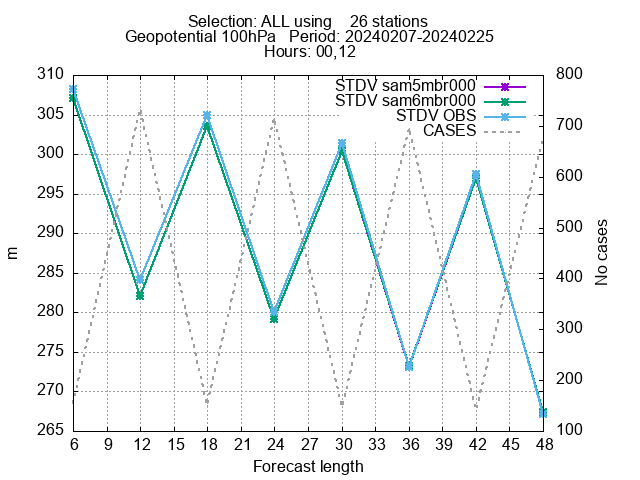 Selection: ALL using    26 stations
Geopotential 100hPa   Period: 20240207-20240225
Hours: 00,12
STDV sam5mbr000
STDV sam6mbr000
STDV OBS
CASES
310
305
300
295
290
285
280
275
270
265
m
800
700
600
500
400
300
200
100
No cases
6 9 12 15 18 21 24 27 30 33 36 39 42 45 48
Forecast length